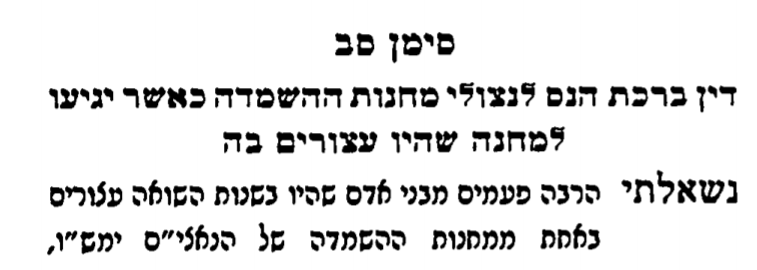 סימן סב
דין ברכת הנס לנצולי מחנות ההשמדה כאשר יגיעו
למחנה שהיו עצורים בה
נשאלתי הרבה פעמים מבני אדם שהיו בשנות השואה עצורים
באחת ממחנות ההשמדה של הנאצי״ם ימש״ו,